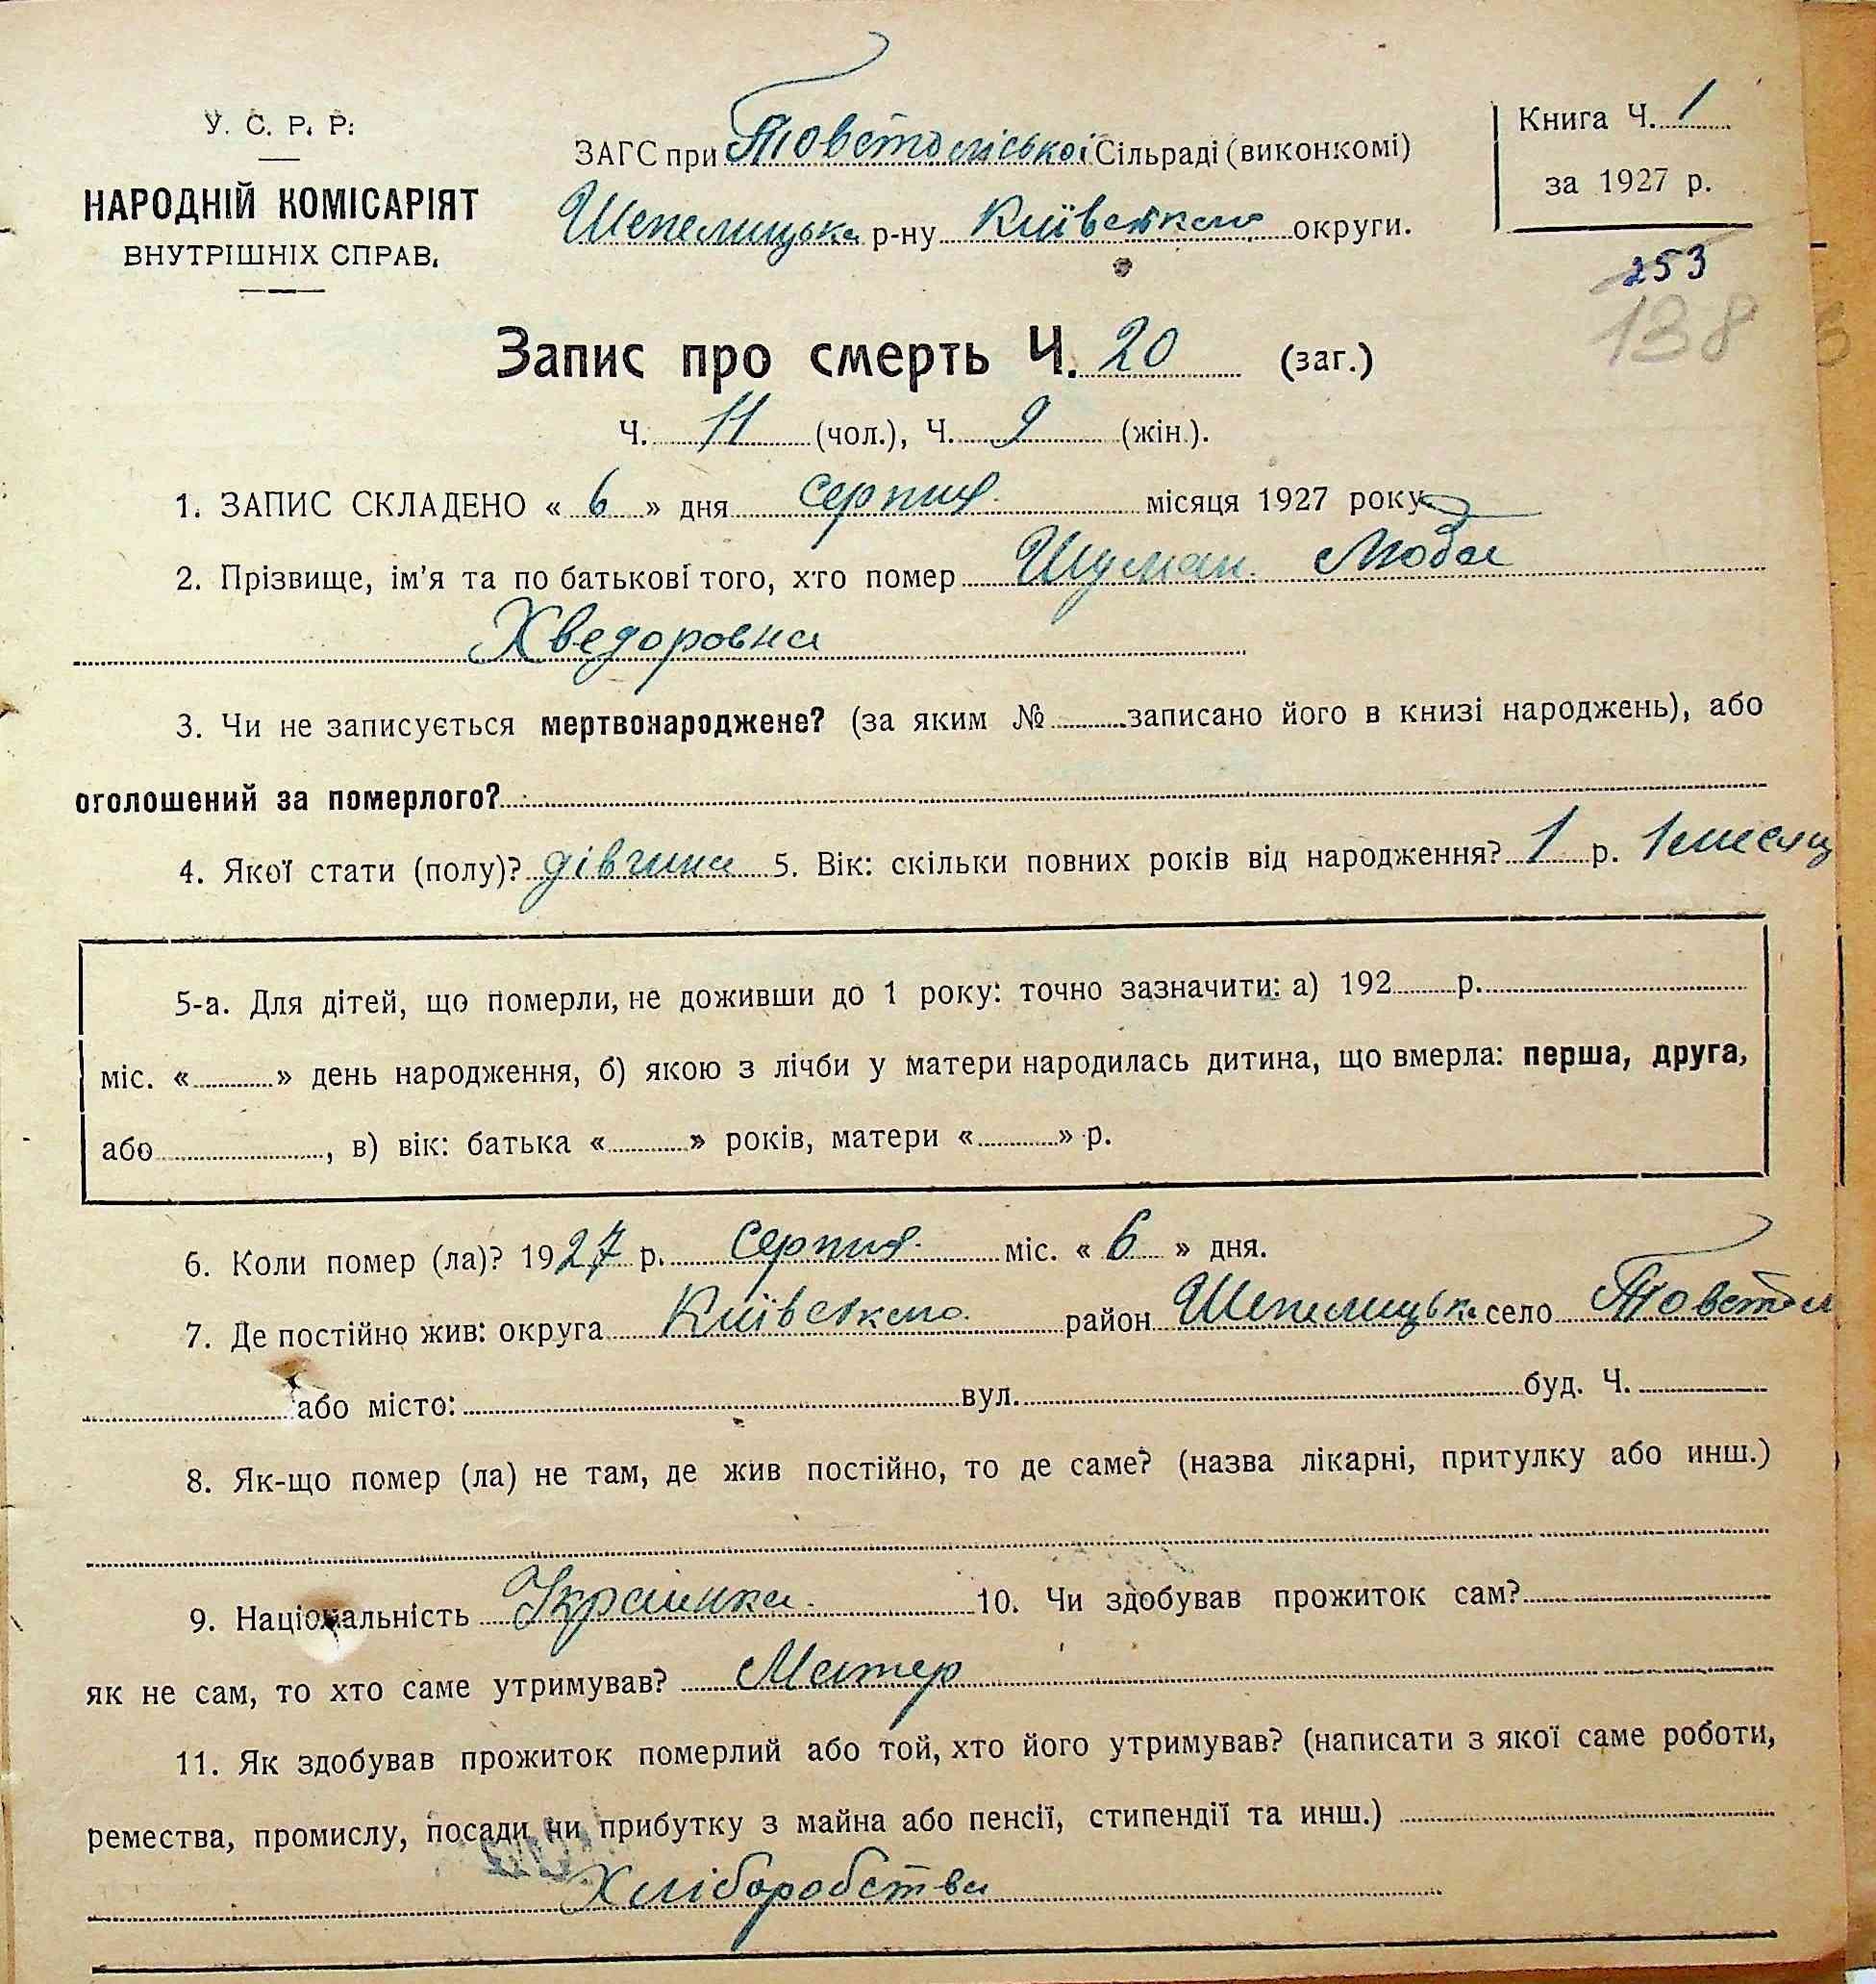 У. С. Р. Р.
НАРОДНІЙ КОМІСАРІЯТ
ВНУТРІШНІХ СПРАВ.
ЗАГС при Товстоліської Сільраді (виконкомі)
Шепелицька р-ну Київського округи.
Книга Ч. 1
за 1927 р.
253
138
Запис про смерть Ч. 20 (заг.)
Ч. 11 (чол.), Ч. 9 (жін.).
1. ЗАПИС СКЛАДЕНО « 6 » дня серпня місяця 1927 року
2. Прізвище, ім’я та по батькові того, хто помер Шуман Люба
Хведоровна
3. Чи не записується мертвонароджене? (за яким № записано його в книзі народжень), або
оголошений за померлого?
4. Якої стати (полу)? дівчина 5. Вік: скільки повних років від народження? 1 р. 1 месяц
5-а. Для дітей, що померли, не доживши до 1 року: точно зазначити: а) 192 р.
міс. « » день народження, б) якою з лічби у матери народилась дитина, що вмерла: перша, друга,
або , в) вік: батька « » років, матери « » р.
6. Коли помер (ла)? 1927 р. Серпня міс. « 6 » дня.
7. Де постійно жив: округа Київского район Шепелицька село Товстол
або місто: вул. буд. Ч.
8. Як-що помер (ла) не там, де жив постійно, то де саме? (назва лікарні, притулку або инш.)
9. Національність Українка 10. Чи здобував прожиток сам?
як не сам, то хто саме утримував? Матер
11. Як здобував прожиток померлий або той, хто його утримував? (написати з якої саме роботи,
ремества, промислу, посади чи прибутку з майна або пенсії, стипендії та инш.)
Хліборобства